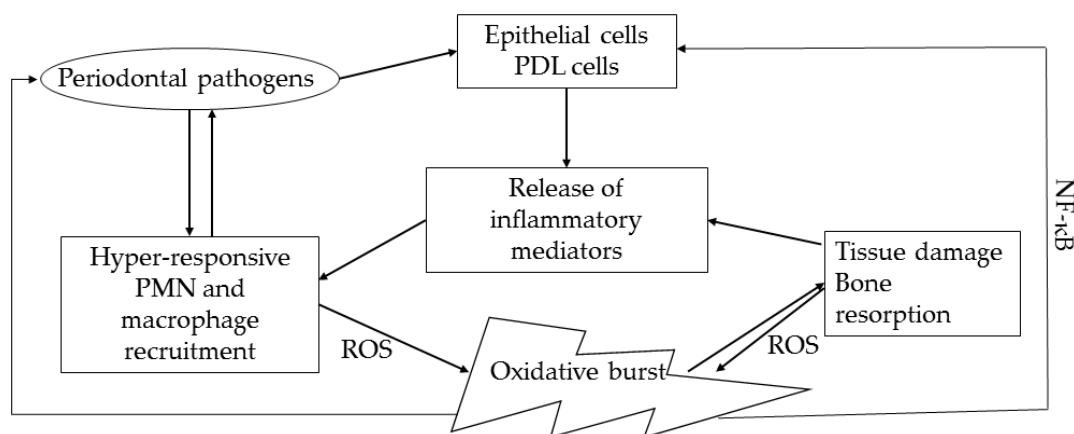 Epithelial cells
PDL cells
Periodontal pathogens
Release of
inflammatory
mediators
NF-κB
Hyper-responsive
PMN and
macrophage
recruitment
Tissue damage
Bone
resorption
ROS
ROS
Oxidative burst